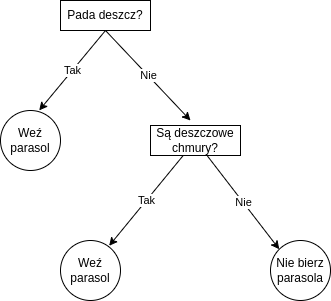 Pada deszcz?
Tak
Nie
Weź
parasol
Są deszczowe
chmury?
Tak
Nie
Weź
parasol
Nie bierz
parasola